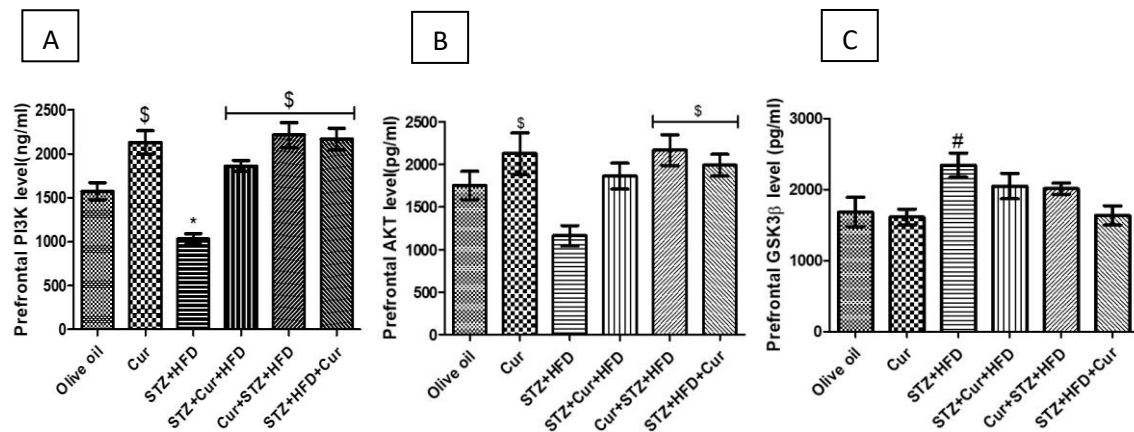 A
Prefrontal PI3K level(ng/ml)
2500
2000
1500
1000
500
0
$
*
$
Olive oil
Cur
STZ+HFD
STZ+Cur+HFD
Cur+STZ+HFD
STZ+HFD+Cur
B
Prefrontal AKT level(pg/ml)
2500
2000
1500
1000
500
0
$
$
Olive oil
Cur
STZ+HFD
STZ+Cur+HFD
Cur+STZ+HFD
STZ+HFD+Cur
C
Prefrontal GSK3β level (pg/ml)
3000
2000
1000
0
#
Olive oil
Cur
STZ+HFD
STZ+Cur+HFD
Cur+STZ+HFD
STZ+HFD+Cur